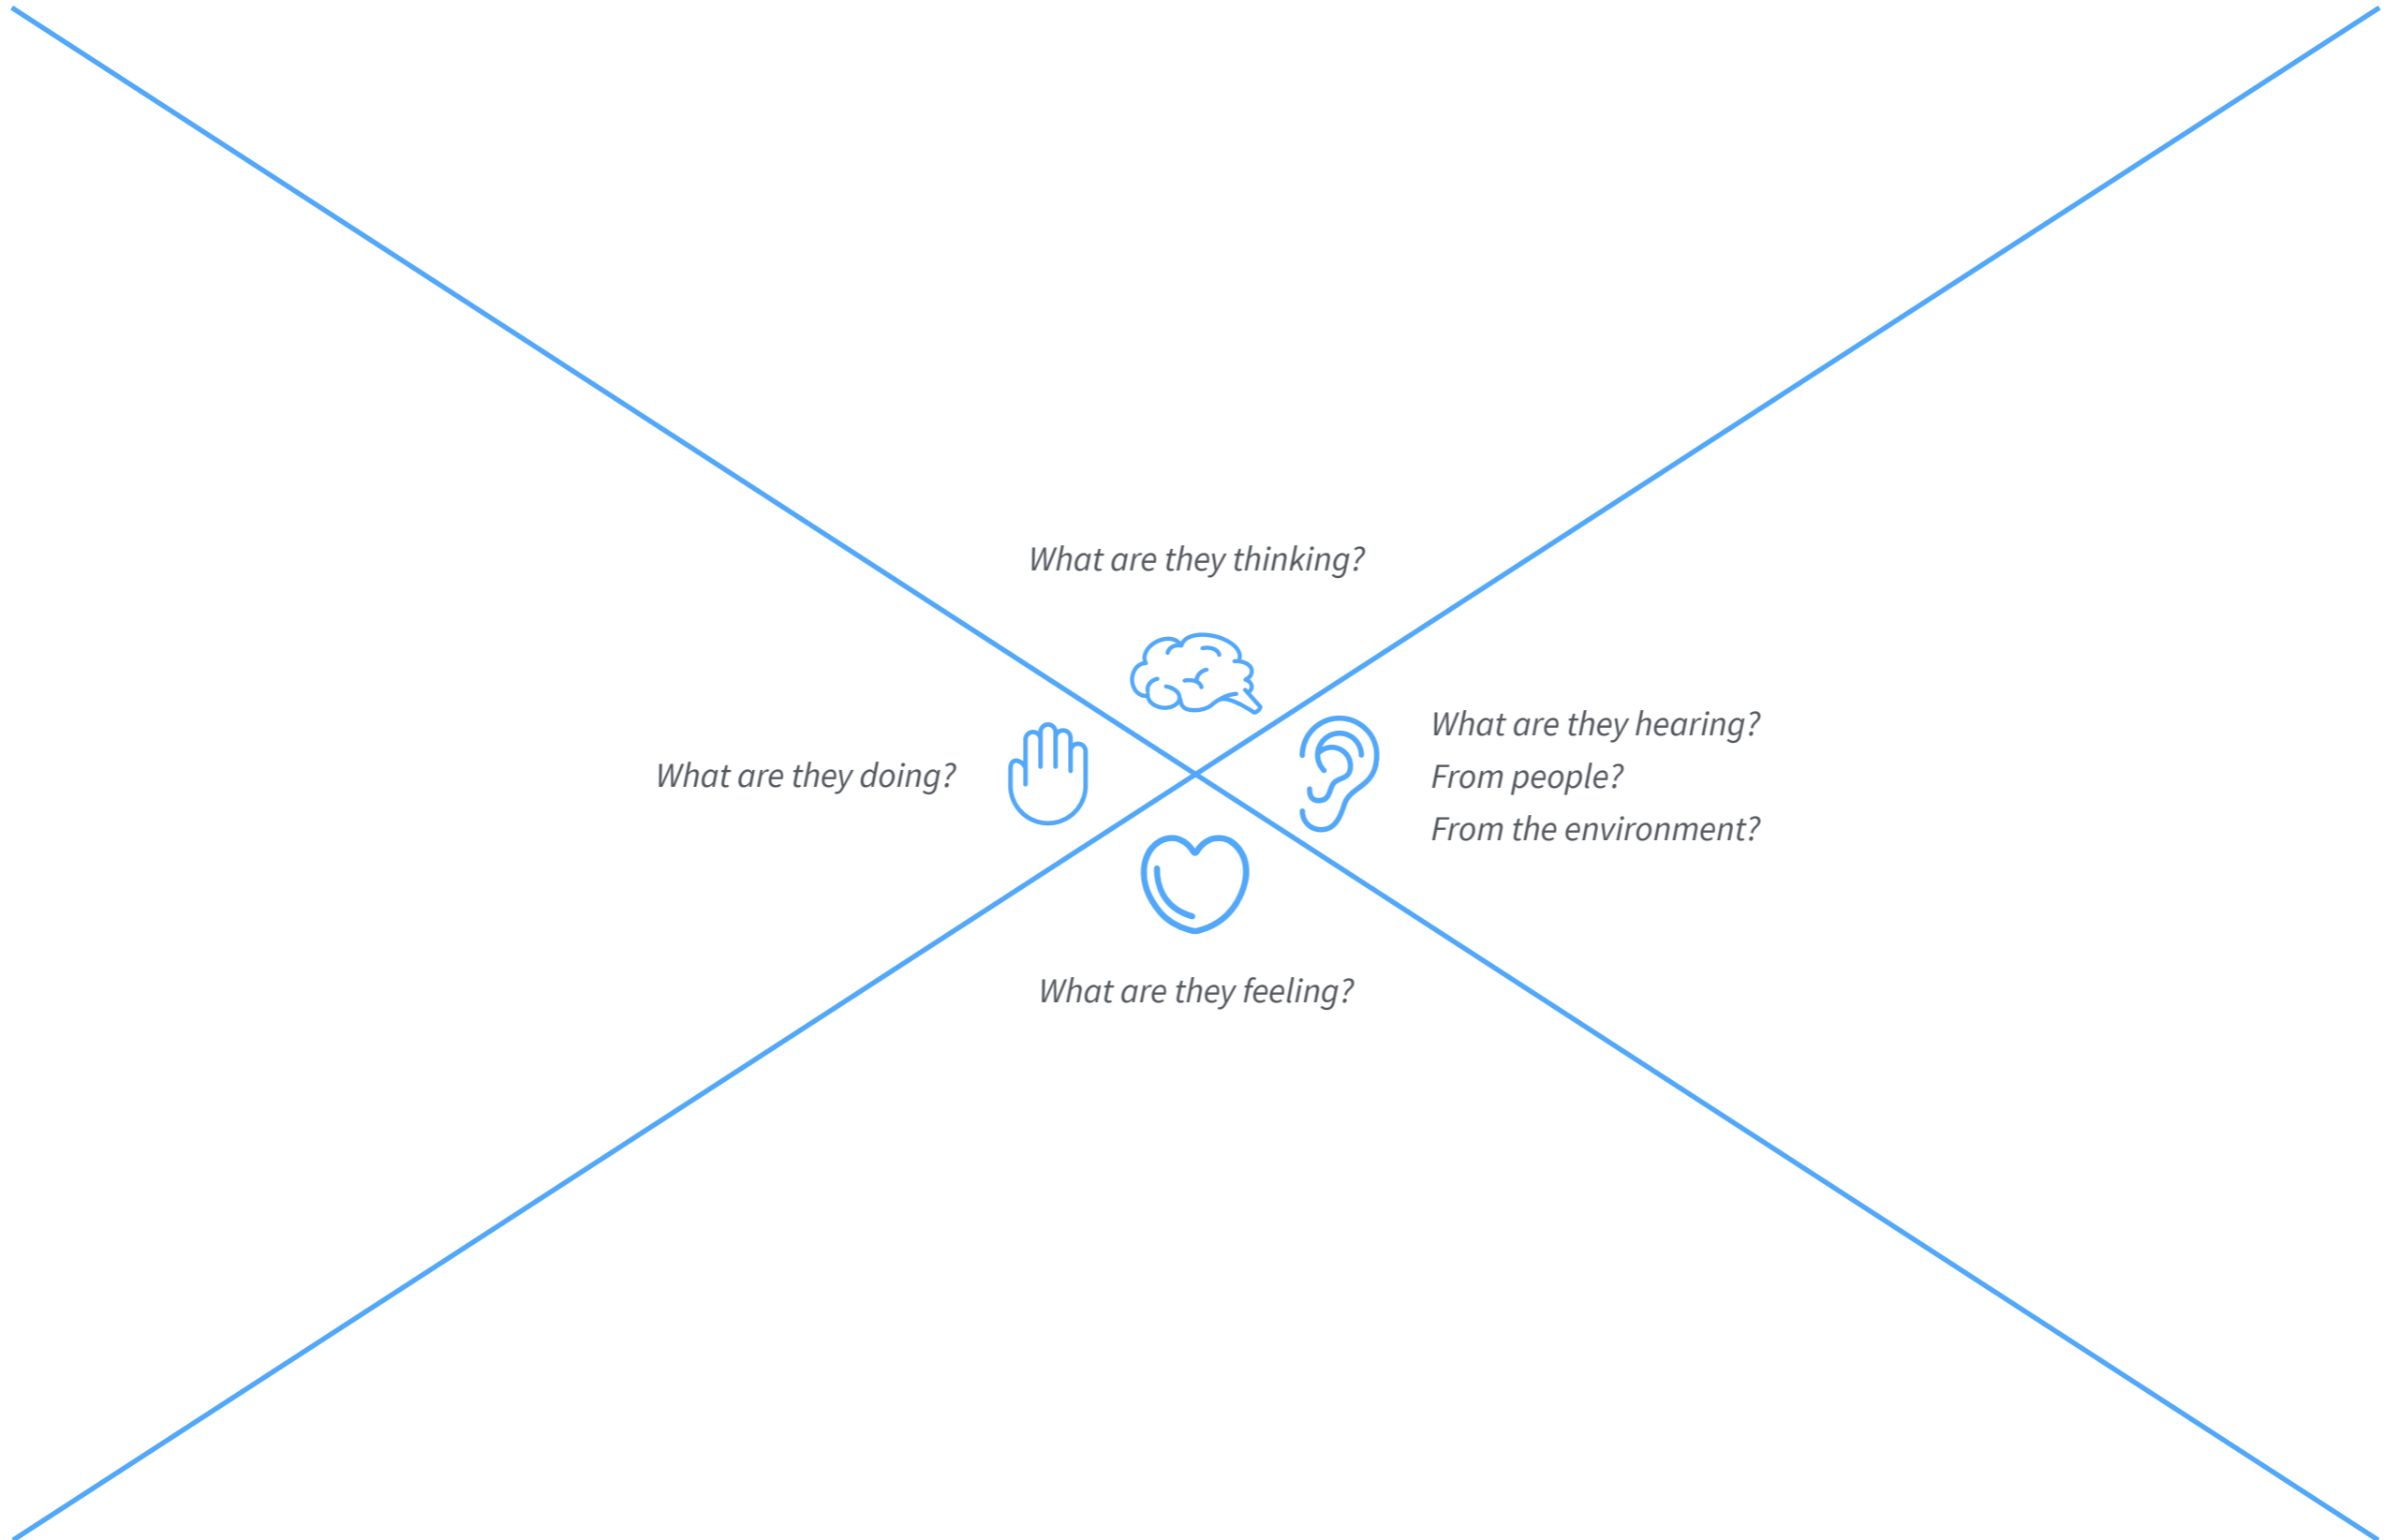 What are they thinking?
What are they doing?
What are they hearing?
From people?
From the environment?
What are they feeling?